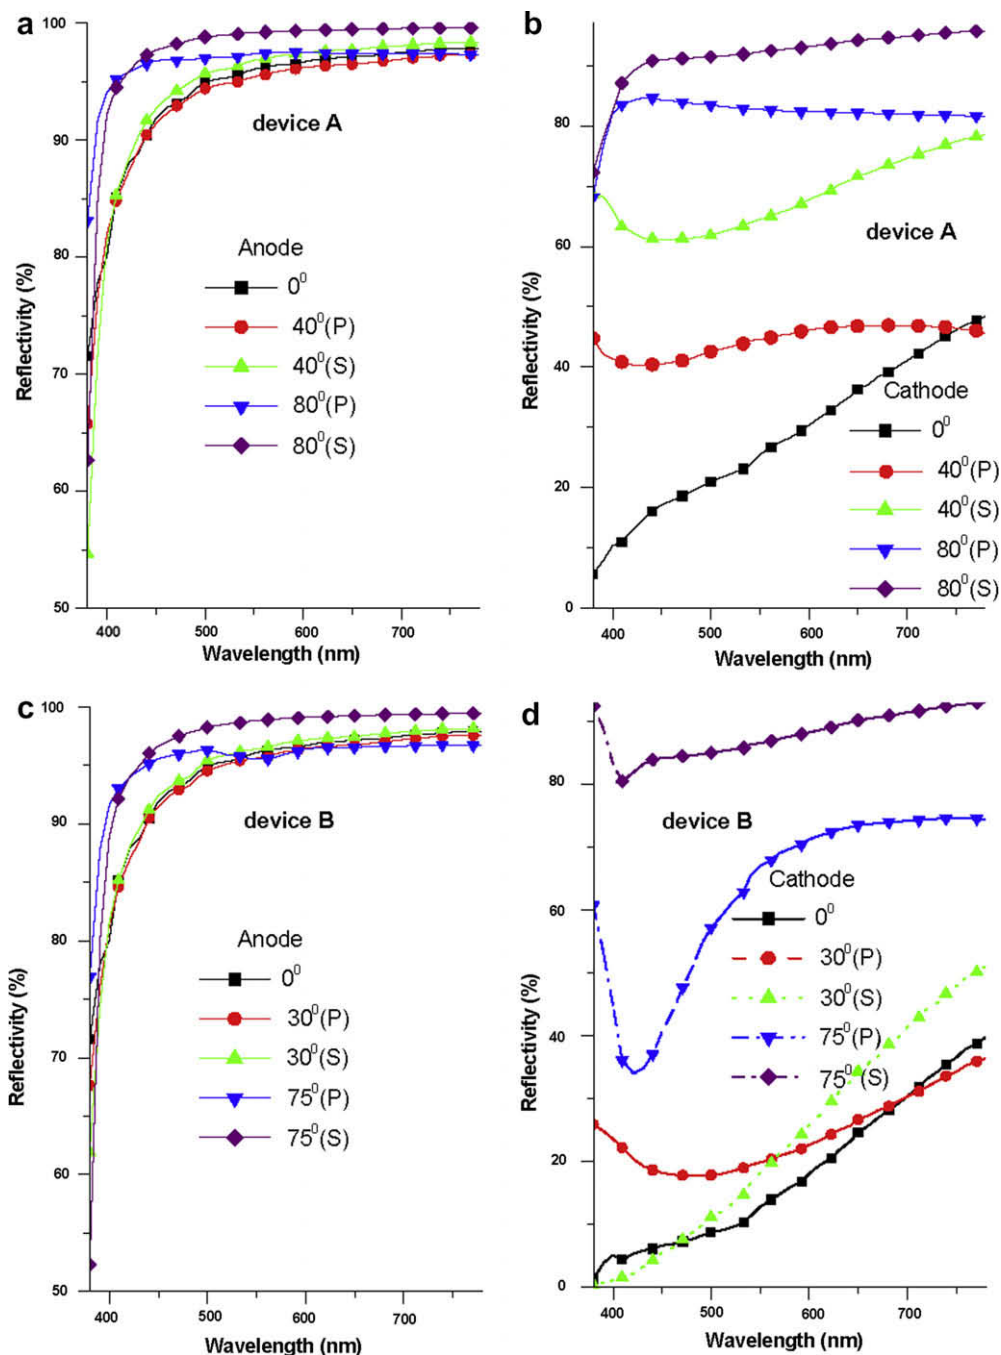 a
100
90
80
70
60
50
Reflectivity (%)
device A
Anode
0⁰
40⁰(P)
40⁰(S)
80⁰(P)
80⁰(S)
400
500
600
700
Wavelength (nm)
b
80
60
40
20
0
Reflectivity (%)
device A
Cathode
0⁰
40⁰(P)
40⁰(S)
80⁰(P)
80⁰(S)
400
500
600
700
Wavelength (nm)
c
100
90
80
70
60
50
Reflectivity (%)
device B
Anode
0⁰
30⁰(P)
30⁰(S)
75⁰(P)
75⁰(S)
400
500
600
700
Wavelength (nm)
d
80
60
40
20
0
Reflectivity (%)
device B
Cathode
0⁰
30⁰(P)
30⁰(S)
75⁰(P)
75⁰(S)
400
500
600
700
Wavelength (nm)